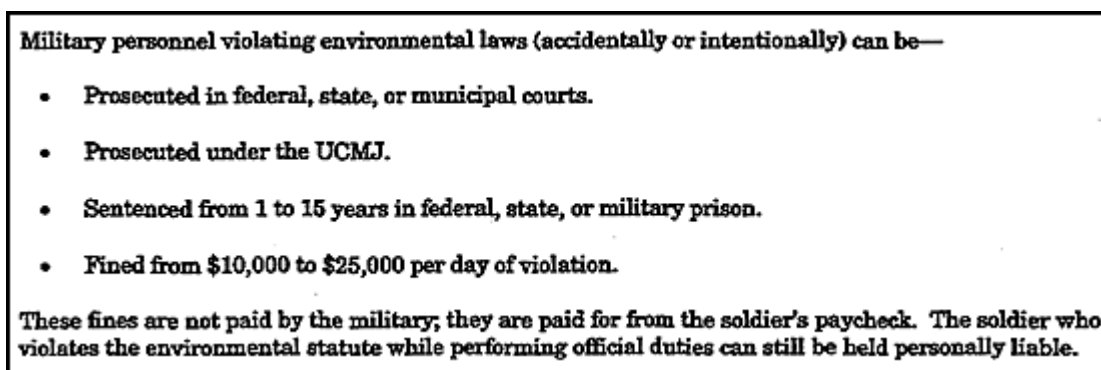 Military personnel violating environmental laws (accidentally or intentionally) can be—
• Prosecuted in federal, state, or municipal courts.
• Prosecuted under the UCMJ.
• Sentenced from 1 to 15 years in federal, state, or military prison.
• Fined from $10,000 to $25,000 per day of violation.
These fines are not paid by the military; they are paid for from the soldier's paycheck. The soldier who
violates the environmental statute while performing official duties can still be held personally liable.